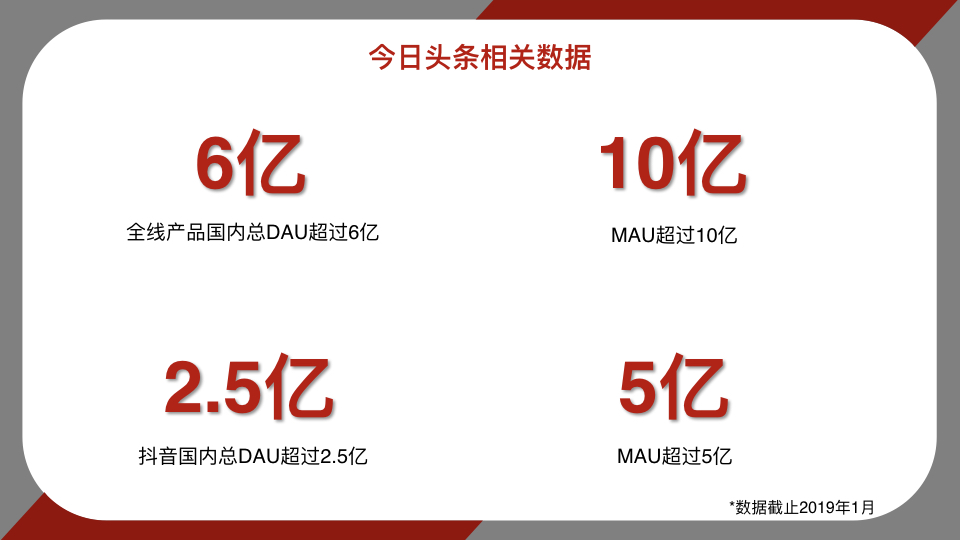 今日头条相关数据
6亿
10亿
全线产品国内总DAU超过6亿
MAU超过10亿
2.5亿
5亿
抖音国内总DAU超过2.5亿
MAU超过5亿
*数据截止2019年1月